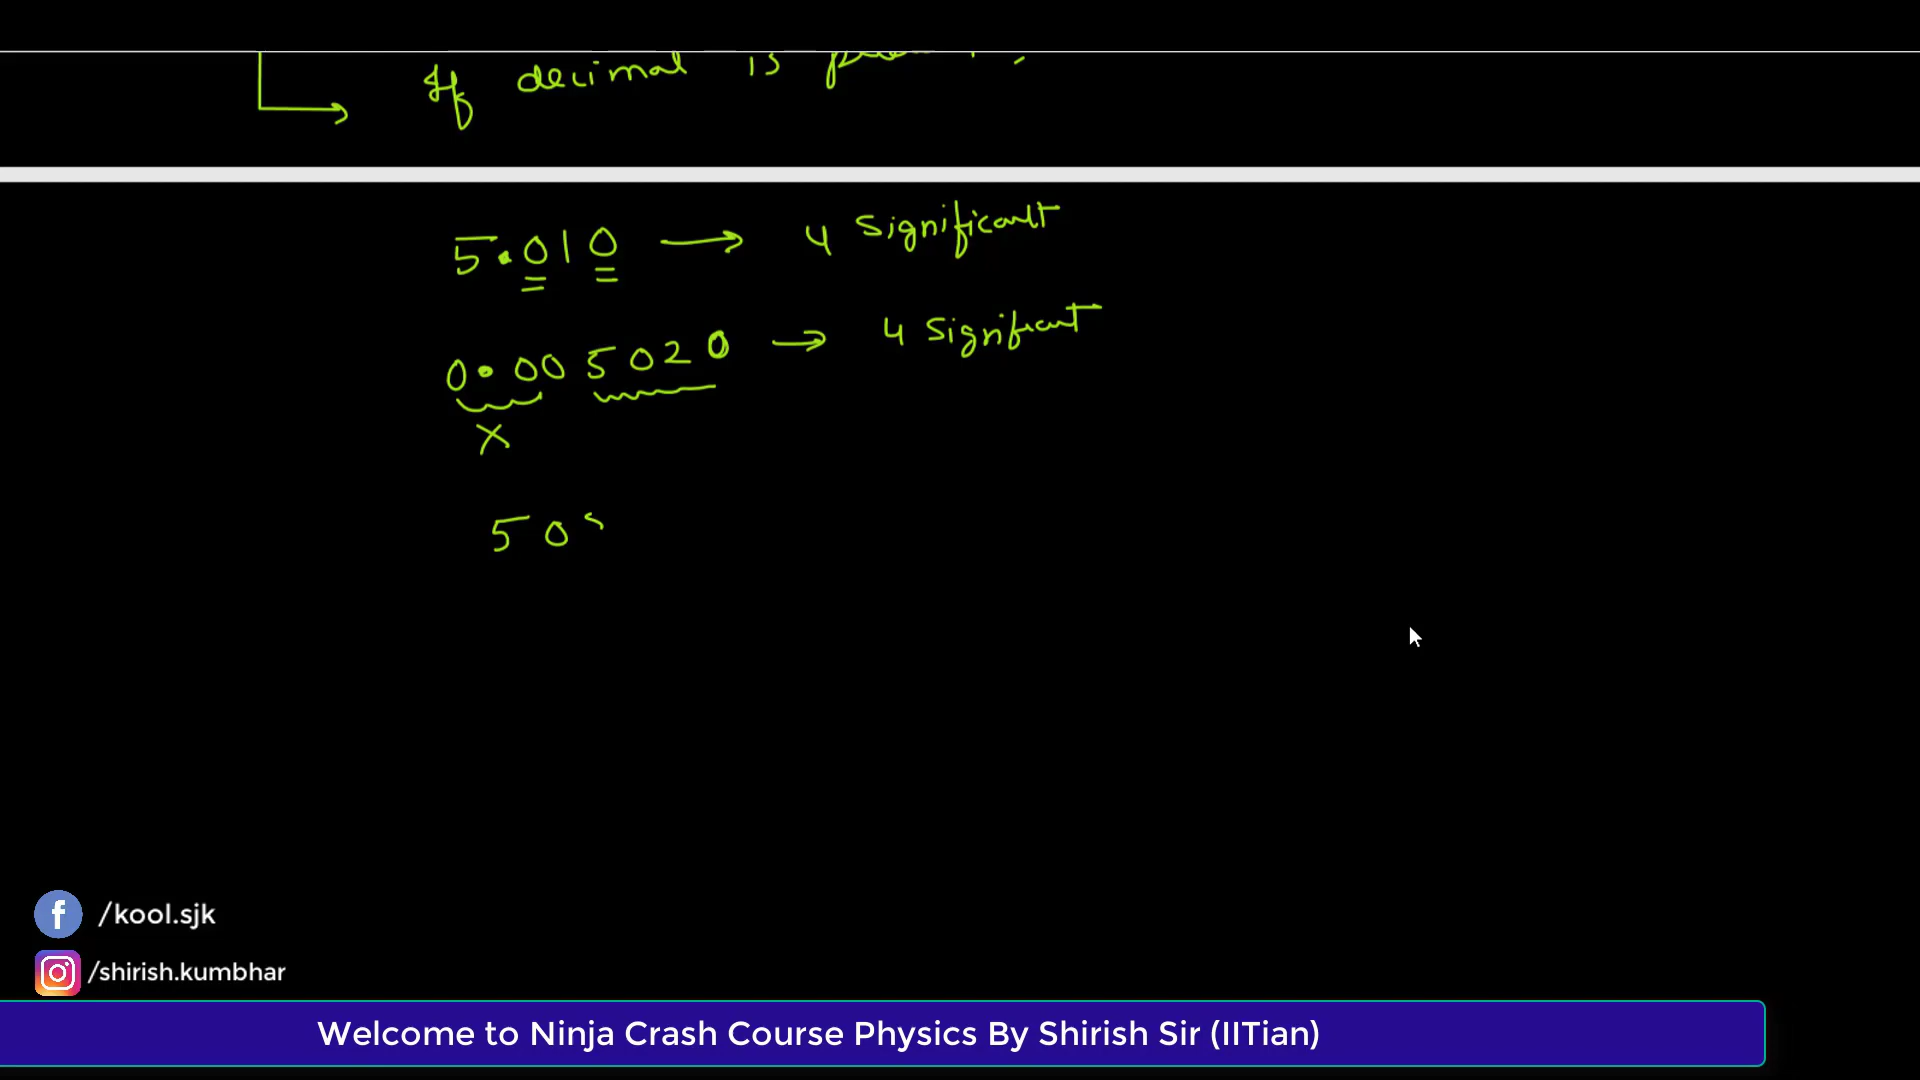 If decimal is
5.010 → 4 Significant
0.005020 → 4 Significant
X
50
/kool.sjk
/shirish.kumbhar
Welcome to Ninja Crash Course Physics By Shirish Sir (IITian)